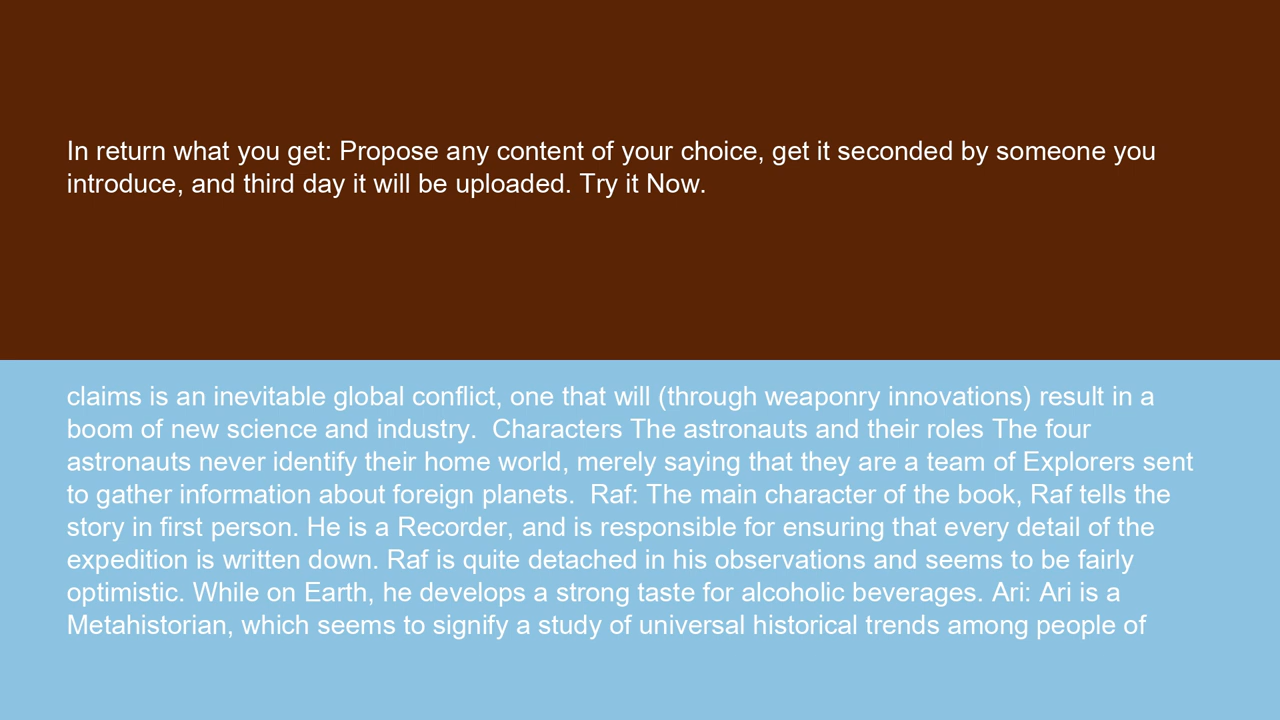 In return what you get: Propose any content of your choice, get it seconded by someone you
introduce, and third day it will be uploaded. Try it Now.
claims is an inevitable global conflict, one that will (through weaponry innovations) result in a
boom of new science and industry.  Characters The astronauts and their roles The four
astronauts never identify their home world, merely saying that they are a team of Explorers sent
to gather information about foreign planets.  Raf: The main character of the book, Raf tells the
story in first person. He is a Recorder, and is responsible for ensuring that every detail of the
expedition is written down. Raf is quite detached in his observations and seems to be fairly
optimistic. While on Earth, he develops a strong taste for alcoholic beverages. Ari: Ari is a
Metahistorian, which seems to signify a study of universal historical trends among people of